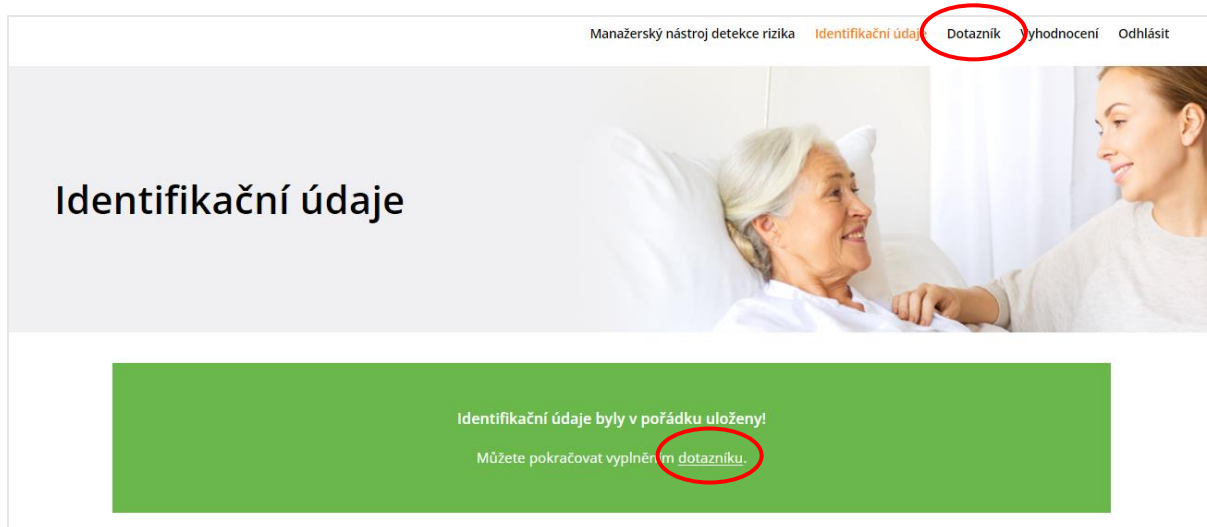 Manažerský nástroj detekce rizika Identifikační údaje Dotazník Vyhodnocení Odhlásit
Identifikační údaje
Identifikační údaje byly v pořádku uloženy!
Můžete pokračovat vyplněním dotazníku.